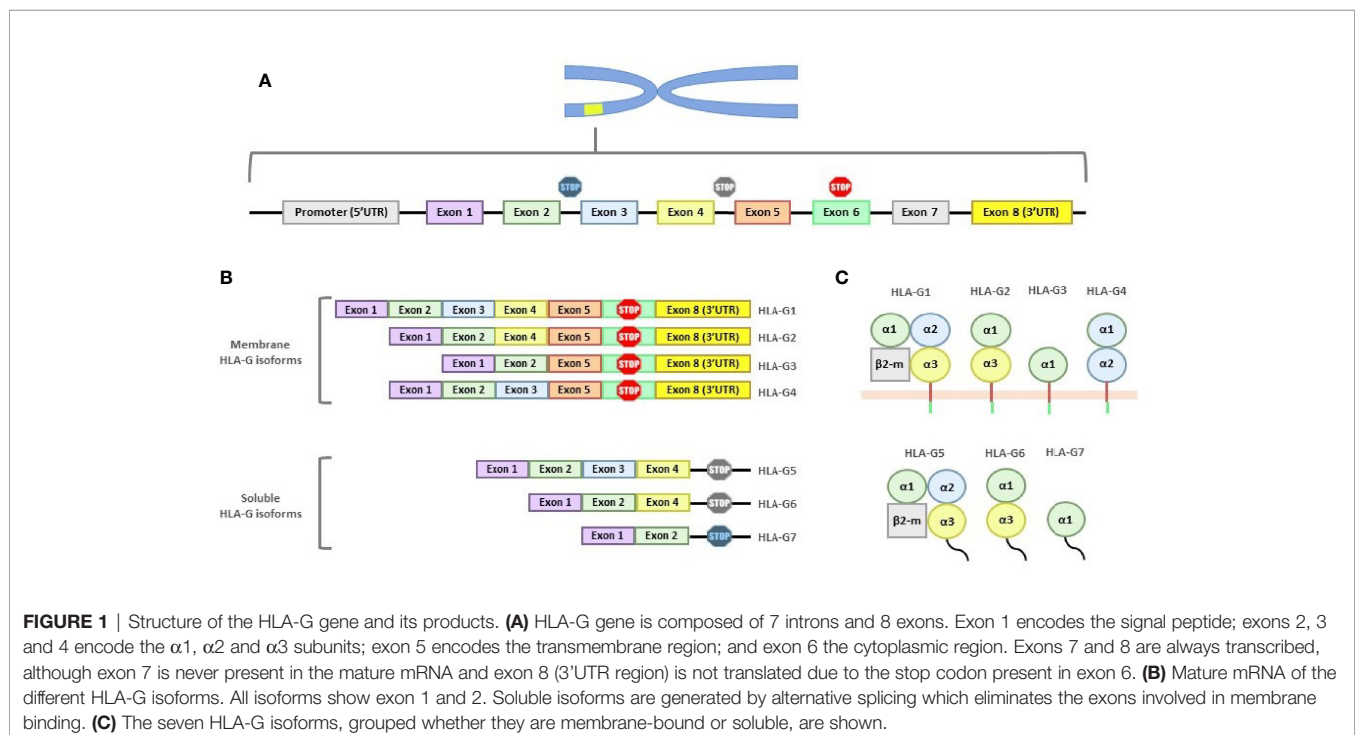 A
STOP STOP STOP
Promoter (5'UTR) Exon 1 Exon 2 Exon 3 Exon 4 Exon 5 Exon 6 Exon 7 Exon 8 (3'UTR)
B
Membrane
HLA-G isoforms
Exon 1 Exon 2 Exon 3 Exon 4 Exon 5 STOP Exon 8 (3'UTR) HLA-G1
Exon 1 Exon 2 Exon 4 Exon 5 STOP Exon 8 (3'UTR) HLA-G2
Exon 1 Exon 2 Exon 5 STOP Exon 8 (3'UTR) HLA-G3
Exon 1 Exon 2 Exon 3 Exon 5 STOP Exon 8 (3'UTR) HLA-G4
Soluble
HLA-G isoforms
Exon 1 Exon 2 Exon 3 Exon 4 STOP HLA-G5
Exon 1 Exon 2 Exon 4 STOP HLA-G6
Exon 1 Exon 2 STOP HLA-G7
C
HLA-G1 HLA-G2 HLA-G3 HLA-G4
α1 α2 α1 α1
β2-m α3 α3 α1 α2
HLA-G5 HLA-G6 HLA-G7
α1 α2 α1
β2-m α3 α3 α1
FIGURE 1 | Structure of the HLA-G gene and its products. (A) HLA-G gene is composed of 7 introns and 8 exons. Exon 1 encodes the signal peptide; exons 2, 3
and 4 encode the α1, α2 and α3 subunits; exon 5 encodes the transmembrane region; and exon 6 the cytoplasmic region. Exons 7 and 8 are always transcribed,
although exon 7 is never present in the mature mRNA and exon 8 (3'UTR region) is not translated due to the stop codon present in exon 6. (B) Mature mRNA of the
different HLA-G isoforms. All isoforms show exon 1 and 2. Soluble isoforms are generated by alternative splicing which eliminates the exons involved in membrane
binding. (C) The seven HLA-G isoforms, grouped whether they are membrane-bound or soluble, are shown.